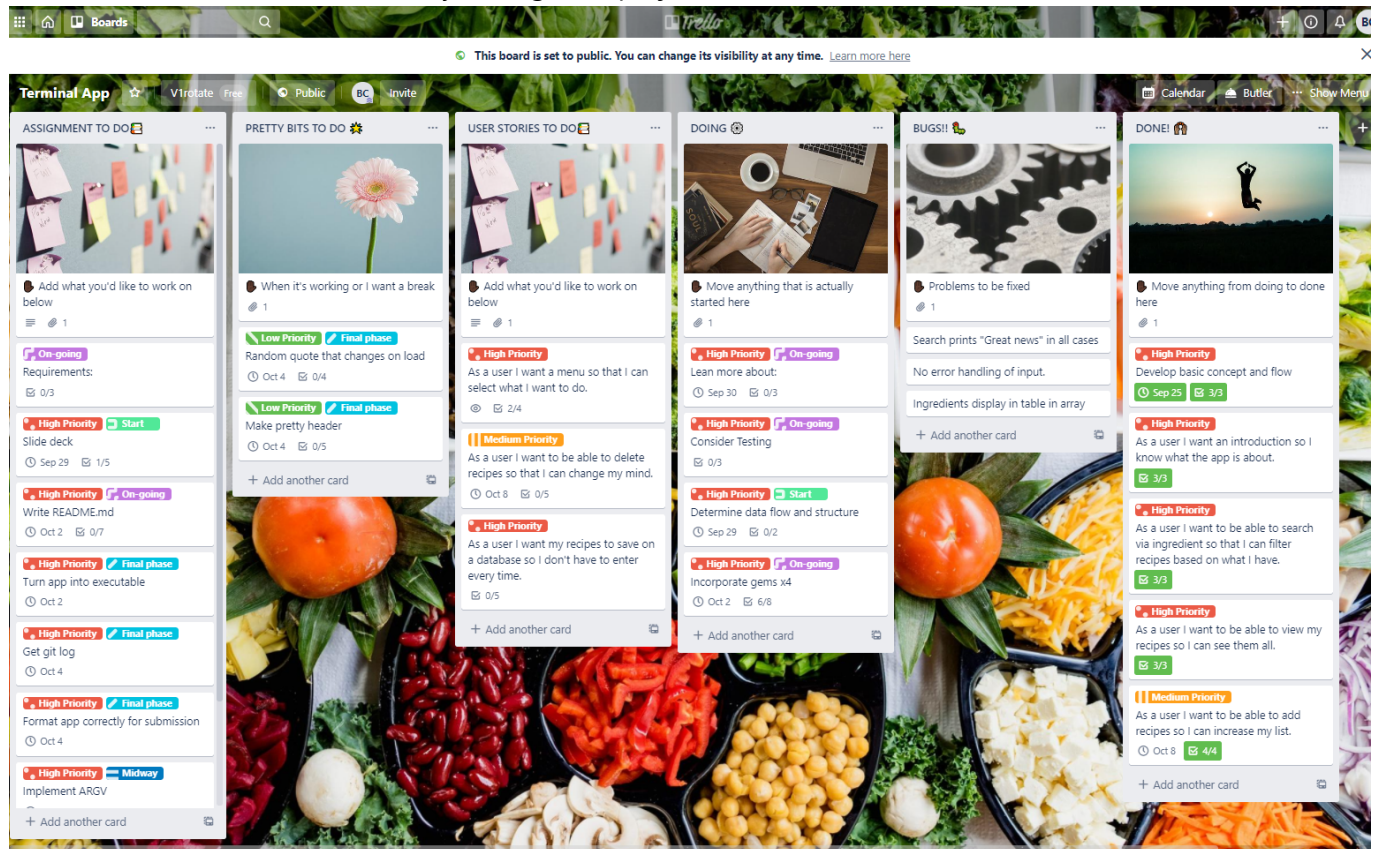 Boards
Trello
BC
This board is set to public. You can change its visibility at any time. Learn more here
Terminal App
V1rotate Free
Public
BC
Invite
Calendar
Butler
Show Menu
ASSIGNMENT TO DO
Add what you'd like to work on
below
1
On-going
Requirements:
0/3
High Priority Start
Slide deck
Sep 29 1/5
High Priority On-going
Write README.md
Oct 2 0/7
High Priority Final phase
Turn app into executable
Oct 2
High Priority Final phase
Get git log
Oct 4
High Priority Final phase
Format app correctly for submission
Oct 4
High Priority Midway
Implement ARGV
+ Add another card
PRETTY BITS TO DO
When it's working or I want a break
1
Low Priority Final phase
Random quote that changes on load
Oct 4 0/4
Low Priority Final phase
Make pretty header
Oct 4 0/5
+ Add another card
USER STORIES TO DO
Add what you'd like to work on
below
1
High Priority
As a user I want a menu so that I can
select what I want to do.
2/4
Medium Priority
As a user I want to be able to delete
recipes so that I can change my mind.
Oct 8 0/5
High Priority
As a user I want my recipes to save on
a database so I don't have to enter
every time.
0/5
+ Add another card
DOING
Move anything that is actually
started here
1
High Priority On-going
Lean more about:
Sep 30 0/3
High Priority On-going
Consider Testing
0/3
High Priority Start
Determine data flow and structure
Sep 29 0/2
High Priority On-going
Incorporate gems x4
Oct 2 6/8
+ Add another card
BUGS!!
Problems to be fixed
1
Search prints "Great news" in all cases
No error handling of input.
Ingredients display in table in array
+ Add another card
DONE!
Move anything from doing to done
here
1
High Priority
Develop basic concept and flow
Sep 25 3/3
High Priority
As a user I want an introduction so I
know what the app is about.
3/3
High Priority
As a user I want to be able to search
via ingredient so that I can filter
recipes based on what I have.
3/3
High Priority
As a user I want to be able to view my
recipes so I can see them all.
3/3
Medium Priority
As a user I want to be able to add
recipes so I can increase my list.
Oct 8 4/4
+ Add another card